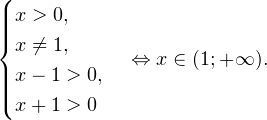 x > 0,
x ≠ 1,
x − 1 > 0,
x + 1 > 0
⇔ x ∈ (1; +∞).